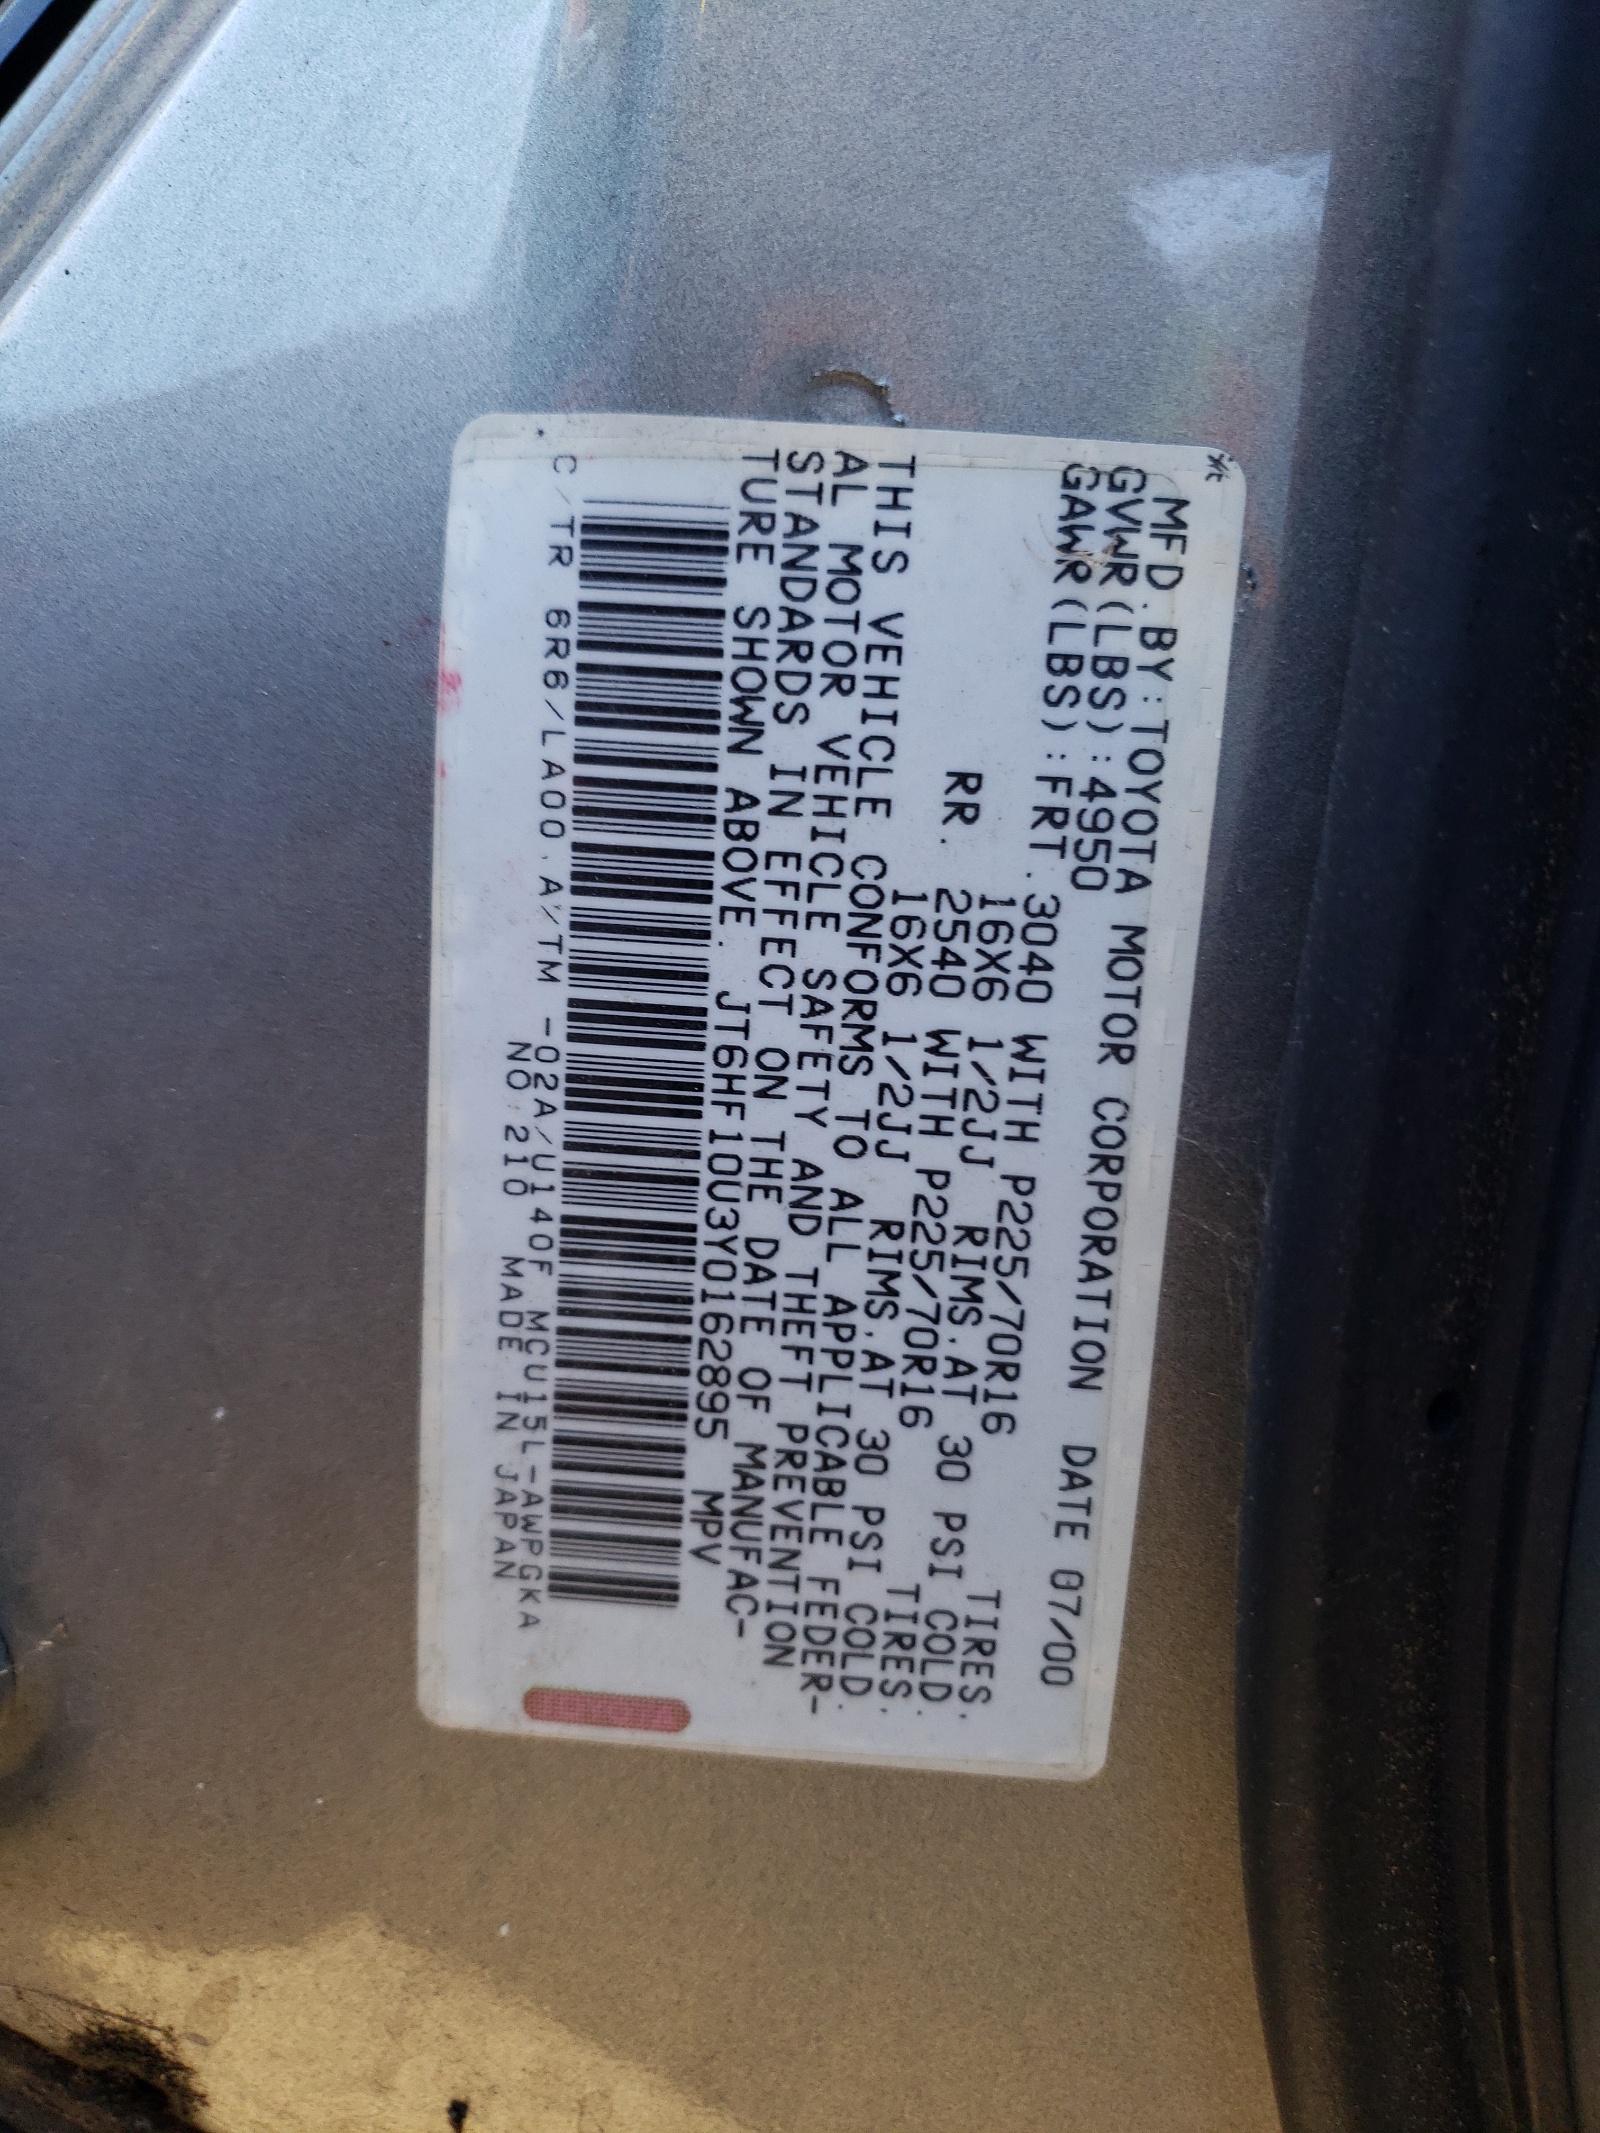 MFD.BY:TOYOTA MOTOR CORPORATION DATE 07/00
GVWR(LBS):4950
GAWR(LBS):FRT.3040 WITH P225/70R16 TIRES.
16X6 1/2JJ RIMS.AT 30 PSI COLD.
RR. 2540 WITH P225/70R16 TIRES.
16X6 1/2JJ RIMS.AT 30 PSI COLD.
THIS VEHICLE CONFORMS TO ALL APPLICABLE FEDER-
AL MOTOR VEHICLE SAFETY AND THEFT PREVENTION
STANDARDS IN EFFECT ON THE DATE OF MANUFAC-
TURE SHOWN ABOVE. JT6HF10U3Y0162895 MPV
C/TR 6R6/LA00.A/TM -02A/U140F MCU15L-AWPGKA
NO:210 MADE IN JAPAN